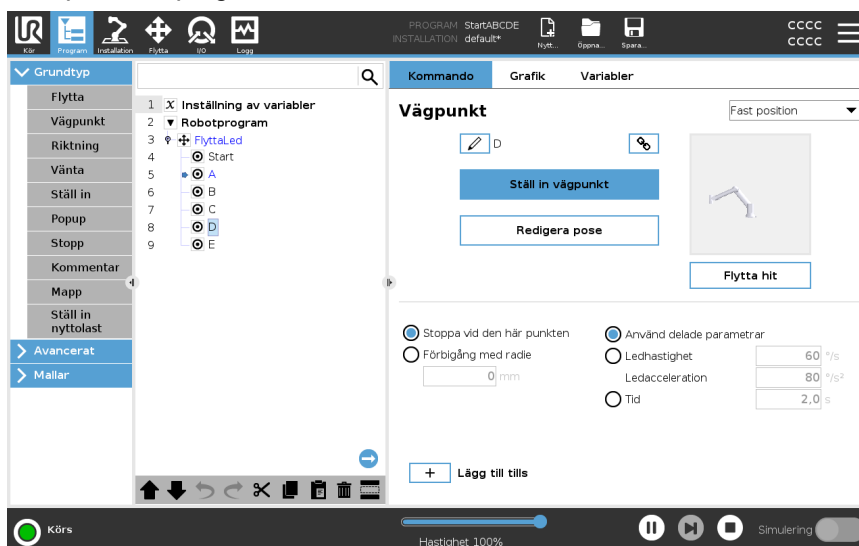 UR
Kör
Program
Installation
Flytta
I/O
Logg
PROGRAM StartABCDE
INSTALLATION default*
Nytt...
Öppna...
Spara...
cccc
cccc
Grundtyp
Flytta
Vägpunkt
Riktning
Vänta
Ställ in
Popup
Stopp
Kommentar
Mapp
Ställ in
nyttolast
Avancerat
Mallar
1 X Inställning av variabler
2 Robotprogram
3 FlyttaLed
4 Start
5 A
6 B
7 C
8 D
9 E
Kommando
Grafik
Variabler
Vägpunkt
Fast position
D
Ställ in vägpunkt
Redigera pose
Flytta hit
Stoppa vid den här punkten
Förbigång med radie
0 mm
Använd delade parametrar
Ledhastighet 60 °/s
Ledacceleration 80 °/s²
Tid 2,0 s
+ Lägg till tills
Körs
Hastighet 100%
Simulering